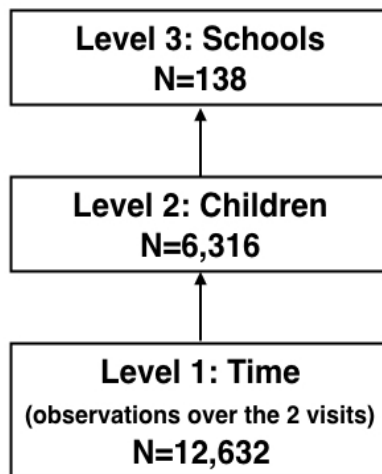 Level 3: Schools
N=138
Level 2: Children
N=6,316
Level 1: Time
(observations over the 2 visits)
N=12,632